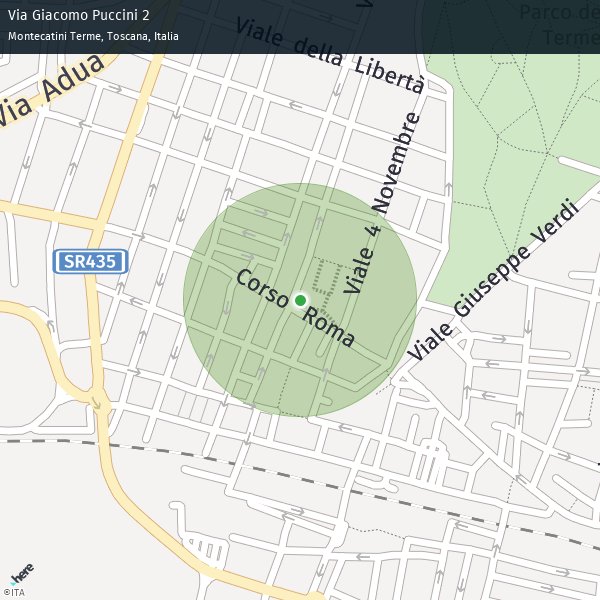 Via Giacomo Puccini 2
Montecatini Terme, Toscana, Italia
Parco de
Terme
Viale della Libertà
V
Via Adua
Viale 4 Novembre
Viale Giuseppe Verdi
SR435
Corso Roma
here
©ITA